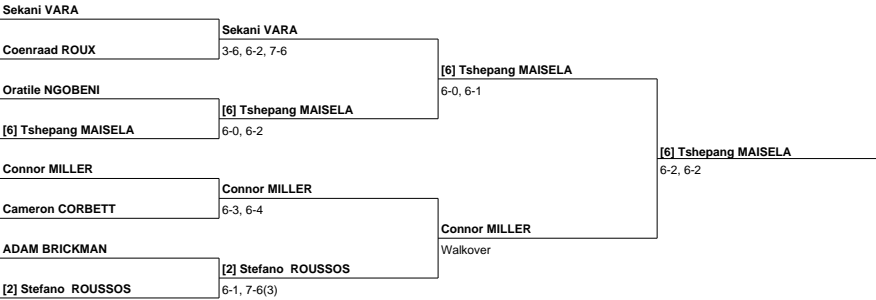 Sekani VARA
Sekani VARA
Coenraad ROUX
3-6, 6-2, 7-6
[6] Tshepang MAISELA
Oratile NGOBENI
6-0, 6-1
[6] Tshepang MAISELA
[6] Tshepang MAISELA
6-0, 6-2
[6] Tshepang MAISELA
Connor MILLER
6-2, 6-2
Connor MILLER
Cameron CORBETT
6-3, 6-4
Connor MILLER
ADAM BRICKMAN
Walkover
[2] Stefano ROUSSOS
[2] Stefano ROUSSOS
6-1, 7-6(3)